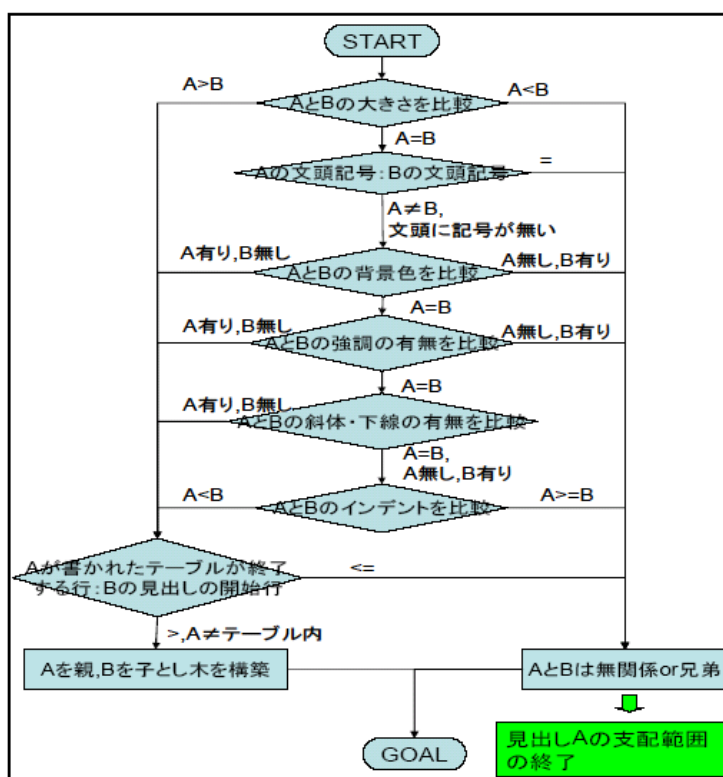 START
A>B
A<B
AとBの大きさを比較
A=B
Aの文頭記号:Bの文頭記号
=
A≠B,
文頭に記号が無い
A有り,B無し
AとBの背景色を比較
A無し,B有り
A=B
A有り,B無し
AとBの強調の有無を比較
A無し,B有り
A=B
A有り,B無し
AとBの斜体・下線の有無を比較
A=B,
A無し,B有り
A<B
AとBのインデントを比較
A>=B
Aが書かれたテーブルが終了
する行:Bの見出しの開始行
<=
>,A≠テーブル内
Aを親,Bを子とし木を構築
AとBは無関係or兄弟
GOAL
見出しAの支配範囲
の終了